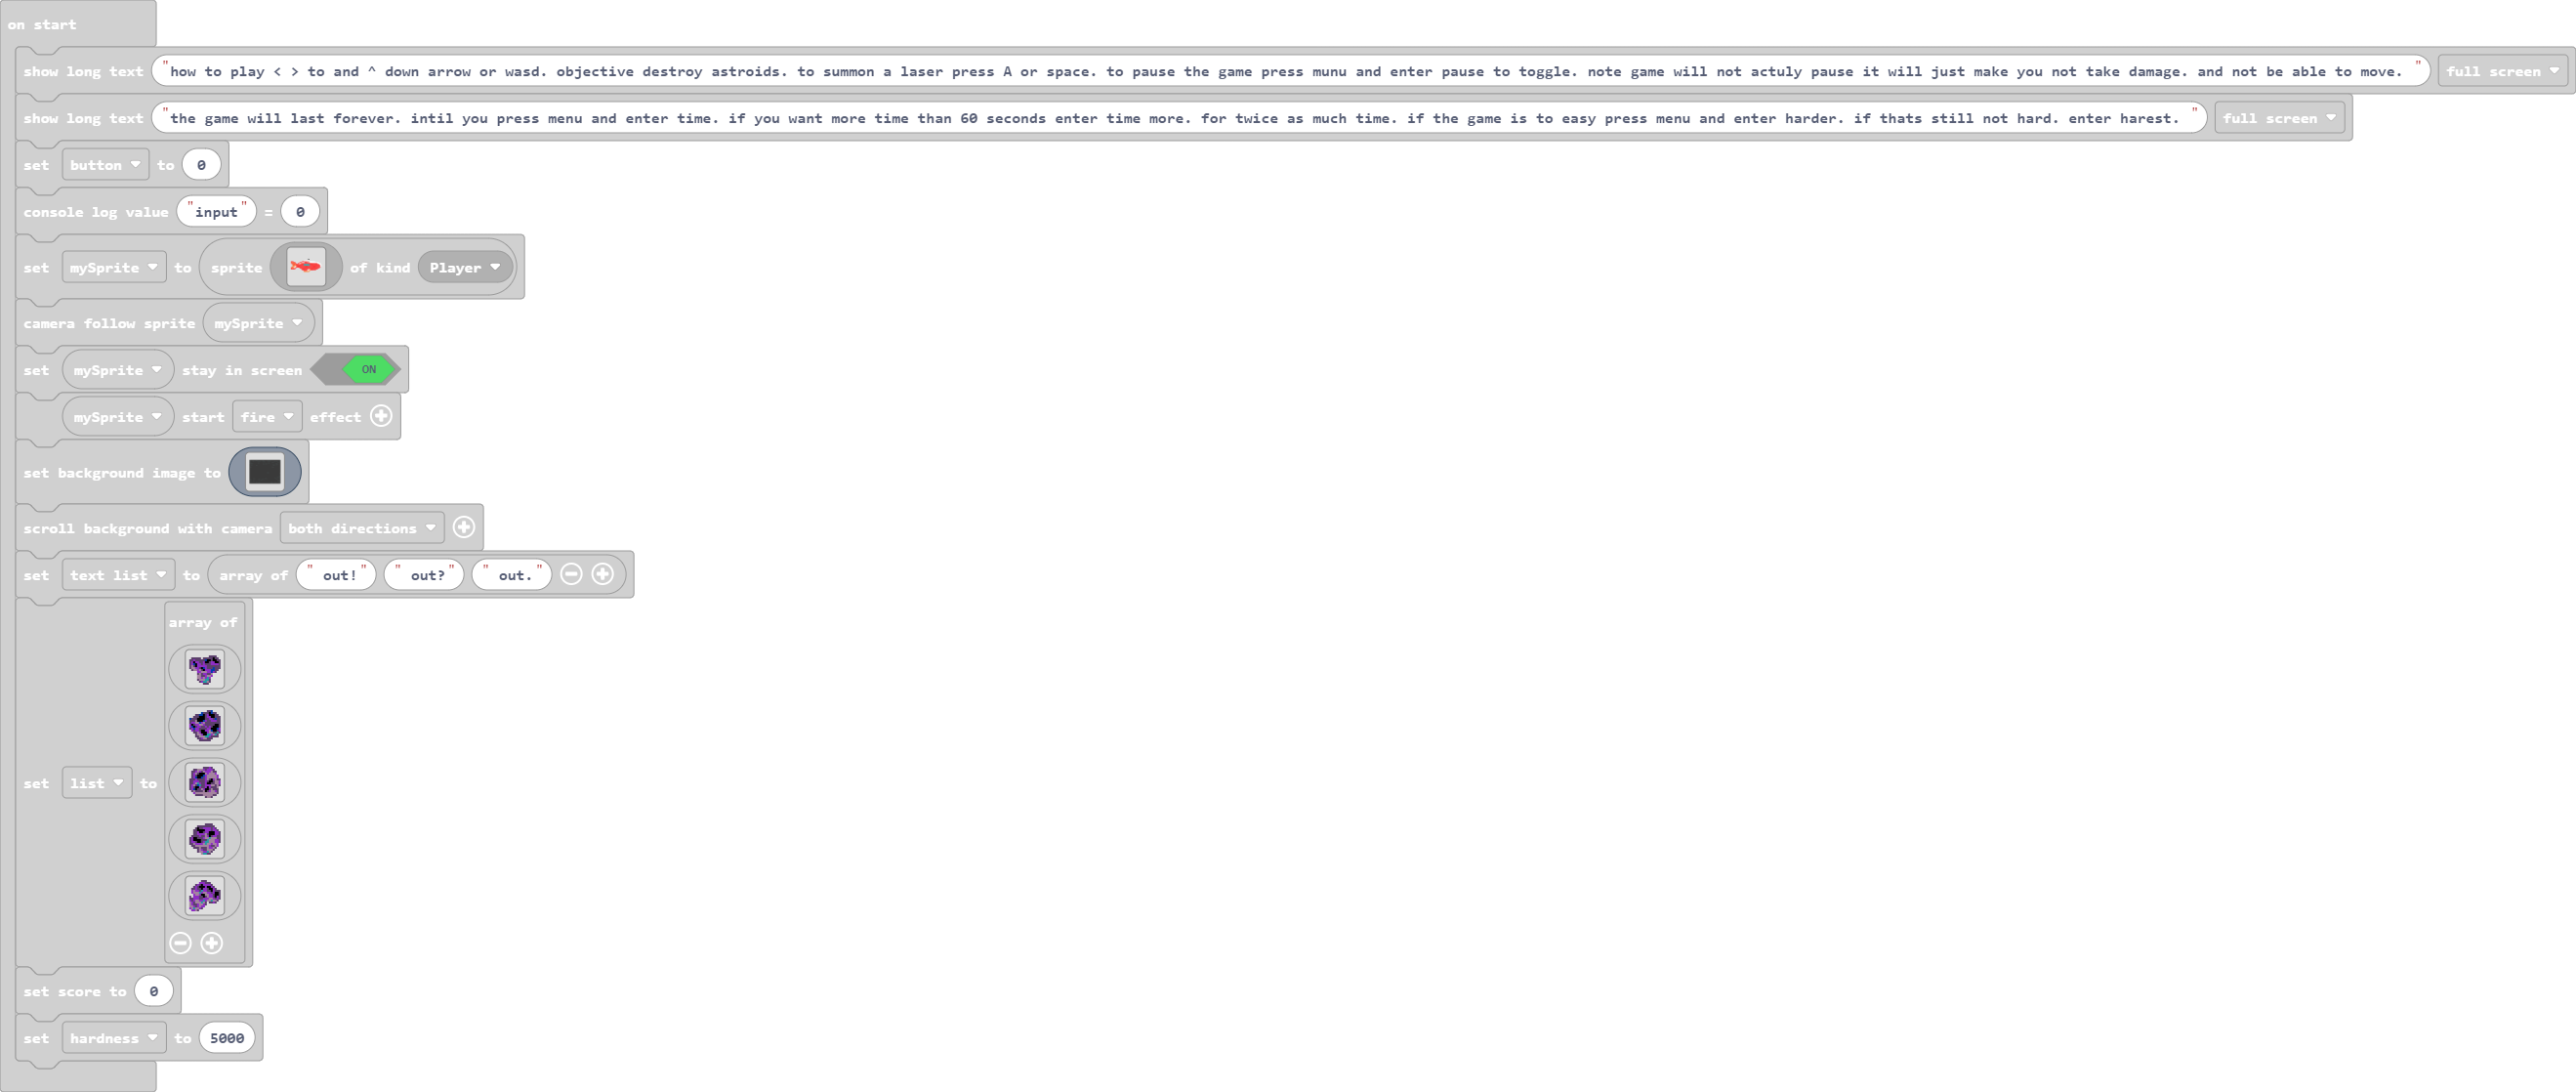 on start
show long text "how to play < > to and ^ down arrow or wasd. objective destroy astroids. to summon a laser press A or space. to pause the game press munu and enter pause to toggle. note game will not actuly pause it will just make you not take damage. and not be able to move. " full screen
show long text "the game will last forever. intil you press menu and enter time. if you want more time than 60 seconds enter time more. for twice as much time. if the game is to easy press menu and enter harder. if thats still not hard. enter harest. " full screen
set button to 0
console log value "input" = 0
set mySprite to sprite of kind Player
camera follow sprite mySprite
set mySprite stay in screen ON
mySprite start fire effect
set background image to
scroll background with camera both directions
set text list to array of " out!" " out?" " out."
array of
set list to
set score to 0
set hardness to 5000